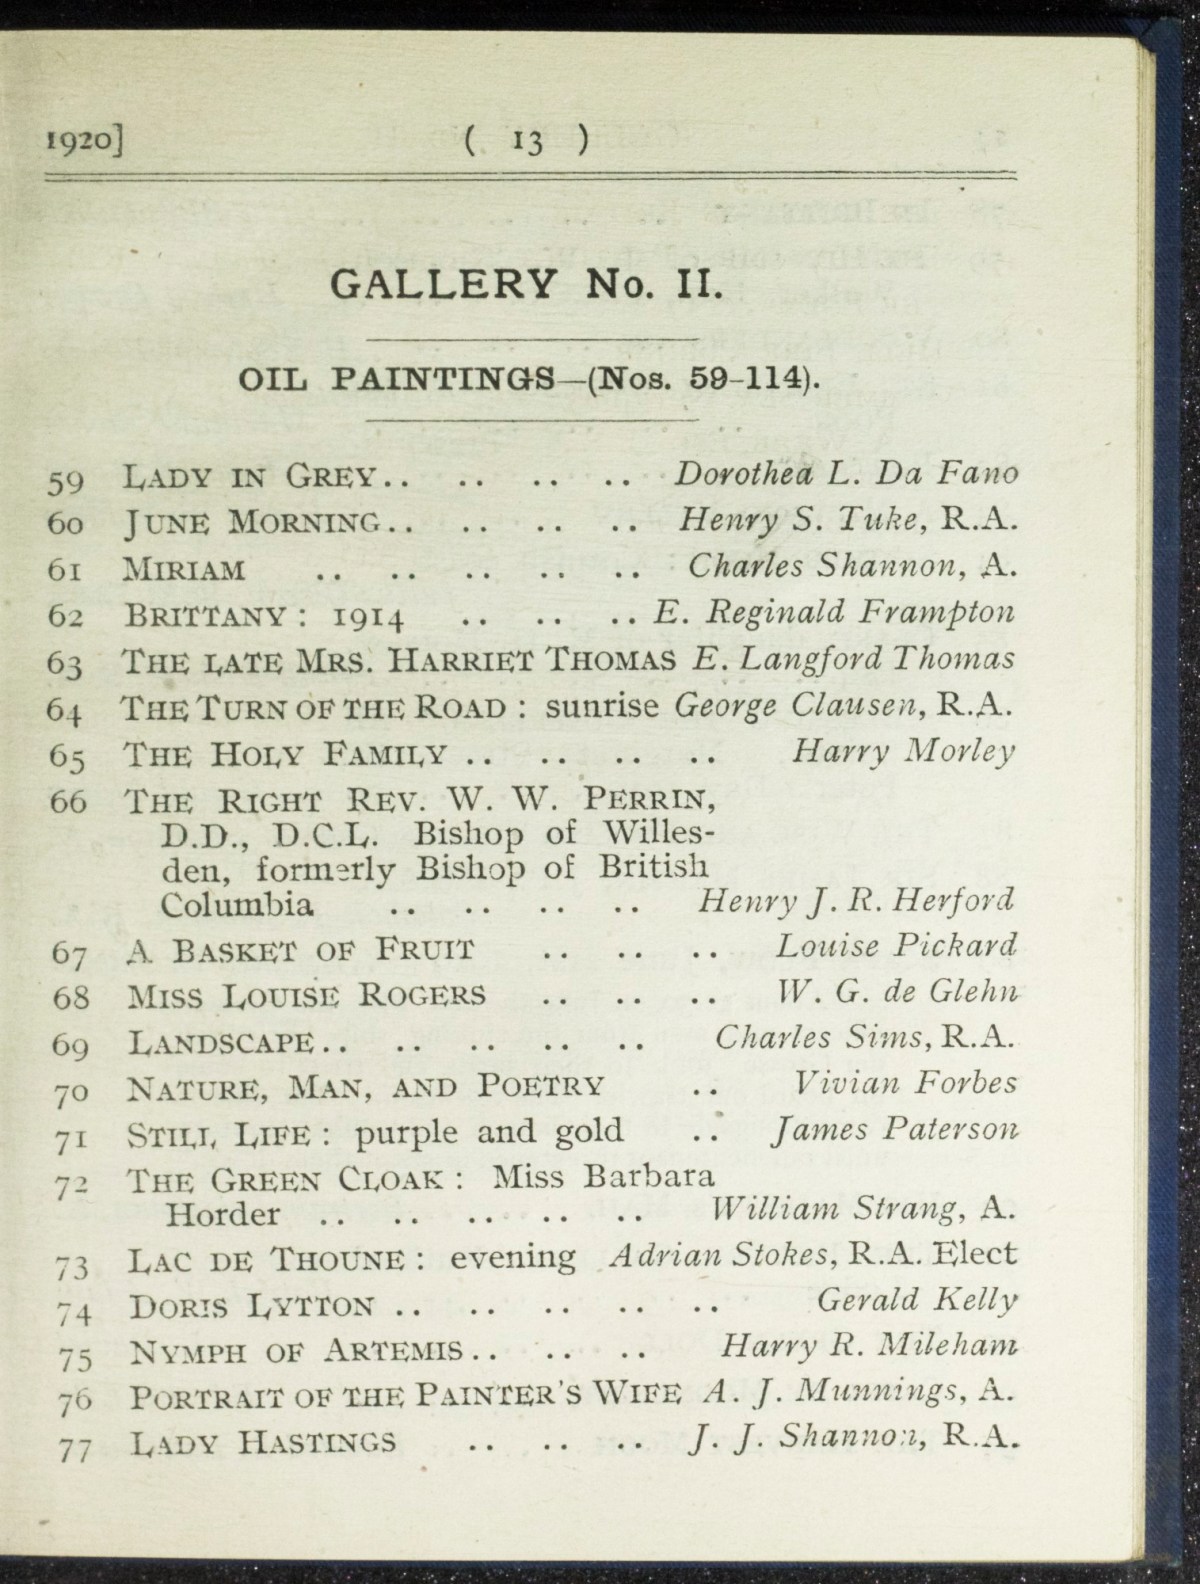 1920] ( 13 )
GALLERY No. II.
OIL PAINTINGS—(Nos. 59-114).
59 LADY IN GREY.. .. .. .. Dorothea L. Da Fano
60 JUNE MORNING.. .. .. .. Henry S. Tuke, R.A.
61 MIRIAM .. .. .. .. .. Charles Shannon, A.
62 BRITTANY : 1914 .. .. .. E. Reginald Frampton
63 THE LATE MRS. HARRIET THOMAS E. Langford Thomas
64 THE TURN OF THE ROAD : sunrise George Clausen, R.A.
65 THE HOLY FAMILY .. .. .. .. Harry Morley
66 THE RIGHT REV. W. W. PERRIN,
D.D., D.C.L. Bishop of Willes-
den, formerly Bishop of British
Columbia .. .. .. .. Henry J. R. Herford
67 A BASKET OF FRUIT .. .. .. Louise Pickard
68 MISS LOUISE ROGERS .. .. .. W. G. de Glehn
69 LANDSCAPE.. .. .. .. .. Charles Sims, R.A.
70 NATURE, MAN, AND POETRY .. Vivian Forbes
71 STILL LIFE : purple and gold .. James Paterson
72 THE GREEN CLOAK : Miss Barbara
Horder .. .. .. .. .. William Strang, A.
73 LAC DE THOUNE : evening Adrian Stokes, R.A. Elect
74 DORIS LYTTON .. .. .. .. .. Gerald Kelly
75 NYMPH OF ARTEMIS.. .. .. Harry R. Mileham
76 PORTRAIT OF THE PAINTER'S WIFE A. J. Munnings, A.
77 LADY HASTINGS .. .. .. J. J. Shannon, R.A.